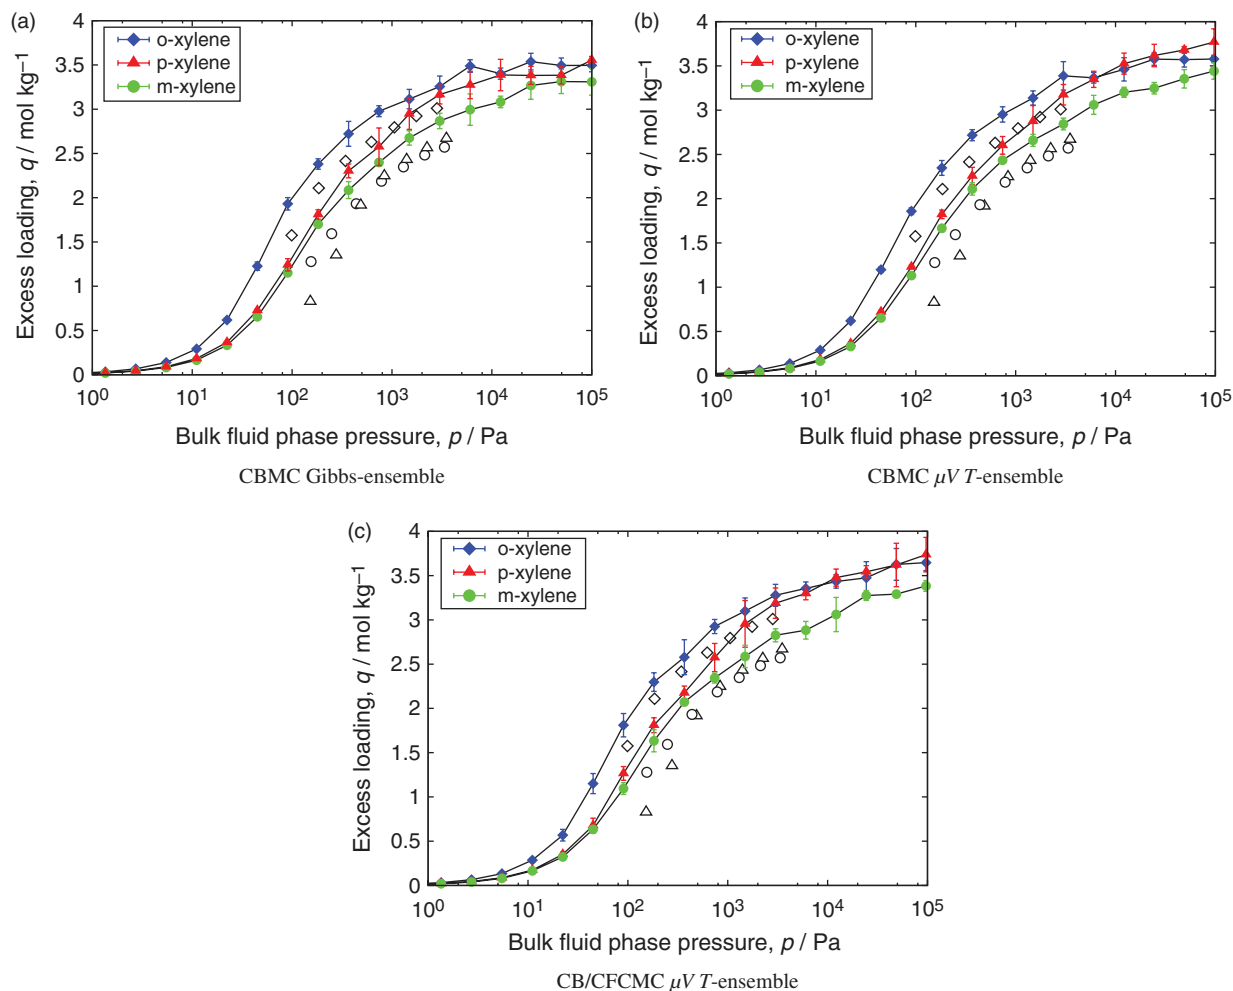 (a)
4
3.5
3
2.5
2
1.5
1
0.5
0
o-xylene
p-xylene
m-xylene
Excess loading, q / mol kg⁻¹
10⁰ 10¹ 10² 10³ 10⁴ 10⁵
Bulk fluid phase pressure, p / Pa
CBMC Gibbs-ensemble
(b)
4
3.5
3
2.5
2
1.5
1
0.5
0
o-xylene
p-xylene
m-xylene
Excess loading, q / mol kg⁻¹
10⁰ 10¹ 10² 10³ 10⁴ 10⁵
Bulk fluid phase pressure, p / Pa
CBMC μV T-ensemble
(c)
4
3.5
3
2.5
2
1.5
1
0.5
0
o-xylene
p-xylene
m-xylene
Excess loading, q / mol kg⁻¹
10⁰ 10¹ 10² 10³ 10⁴ 10⁵
Bulk fluid phase pressure, p / Pa
CB/CFCMC μV T-ensemble